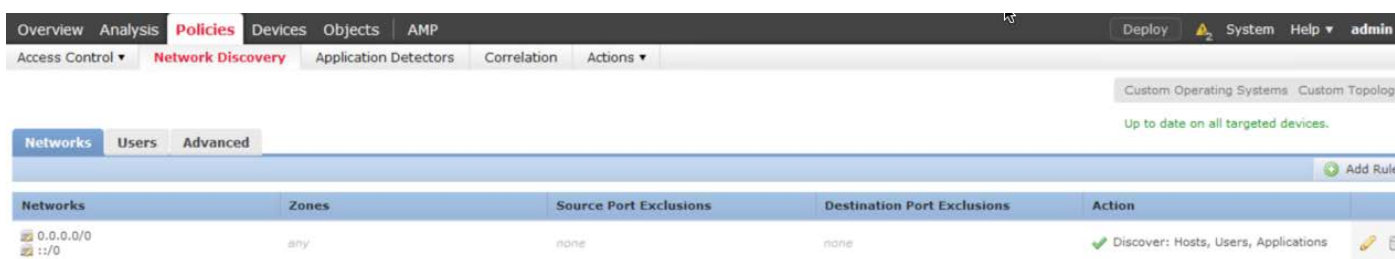 Overview Analysis Policies Devices Objects AMP Deploy 2 System Help admin
Access Control Network Discovery Application Detectors Correlation Actions
Custom Operating Systems Custom Topolog
Up to date on all targeted devices.
Networks Users Advanced
Add Rule
Networks Zones Source Port Exclusions Destination Port Exclusions Action
0.0.0.0/0
any none none Discover: Hosts, Users, Applications
::/0